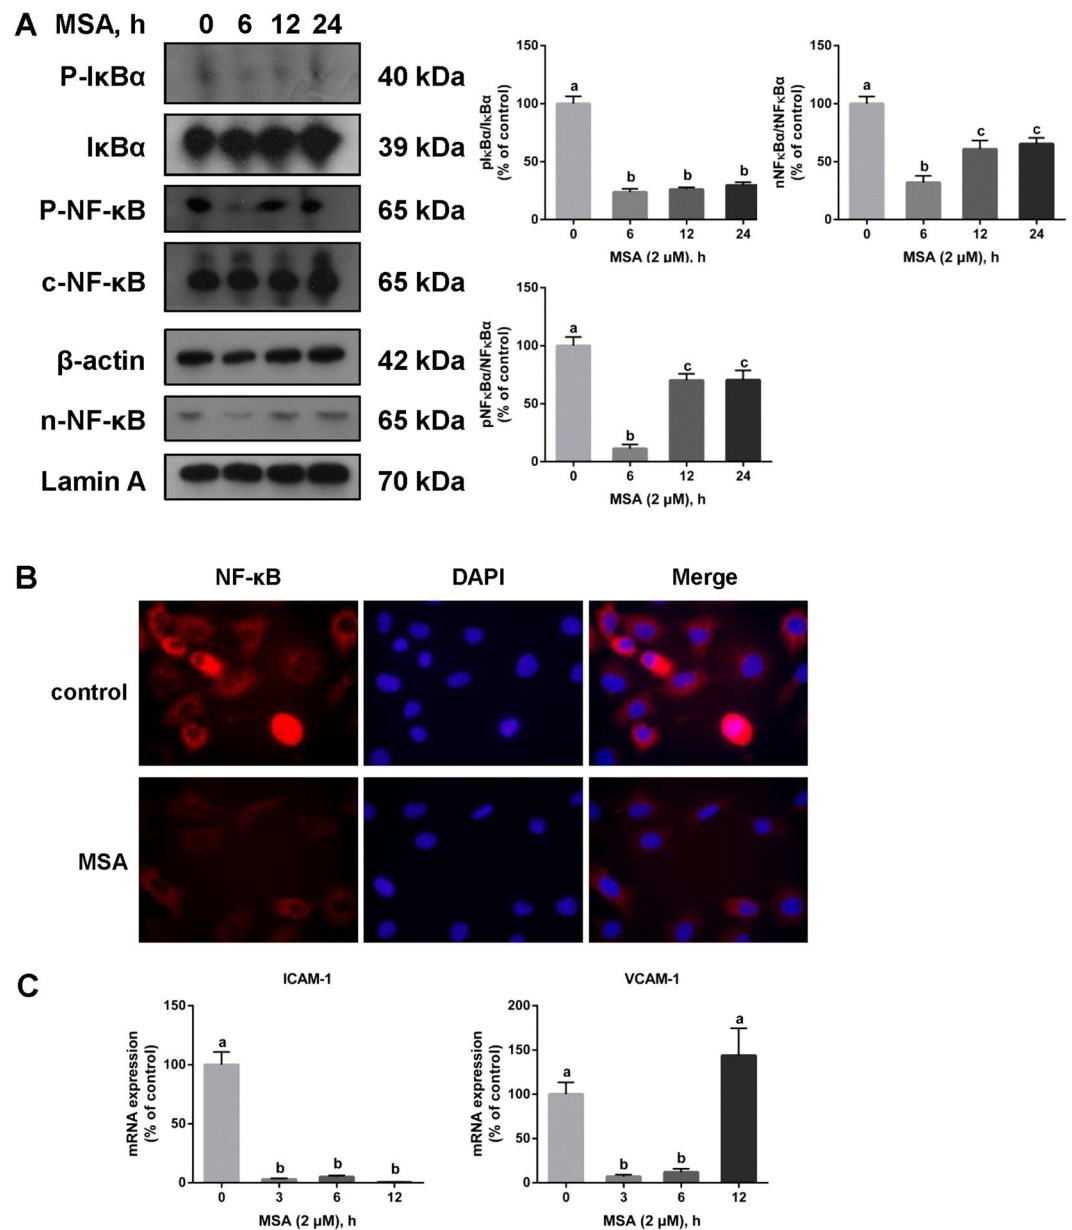 A MSA, h 0 6 12 24
P-IκBα 40 kDa
IκBα 39 kDa
P-NF-κB 65 kDa
c-NF-κB 65 kDa
β-actin 42 kDa
n-NF-κB 65 kDa
Lamin A 70 kDa
pIκBα/IκBα
(% of control)
150
100
50
0
a
b
b
b
0 6 12 24
MSA (2 μM), h
nNFκBα/tNFκBα
(% of control)
150
100
50
0
a
b
c
c
0 6 12 24
MSA (2 μM), h
pNFκBα/NFκBα
(% of control)
150
100
50
0
a
b
c
c
0 6 12 24
MSA (2 μM), h
B NF-κB DAPI Merge
control
MSA
C
ICAM-1
mRNA expression
(% of control)
150
100
50
0
a
b
b
b
0 3 6 12
MSA (2 μM), h
VCAM-1
mRNA expression
(% of control)
200
150
100
50
0
a
b
b
a
0 3 6 12
MSA (2 μM), h